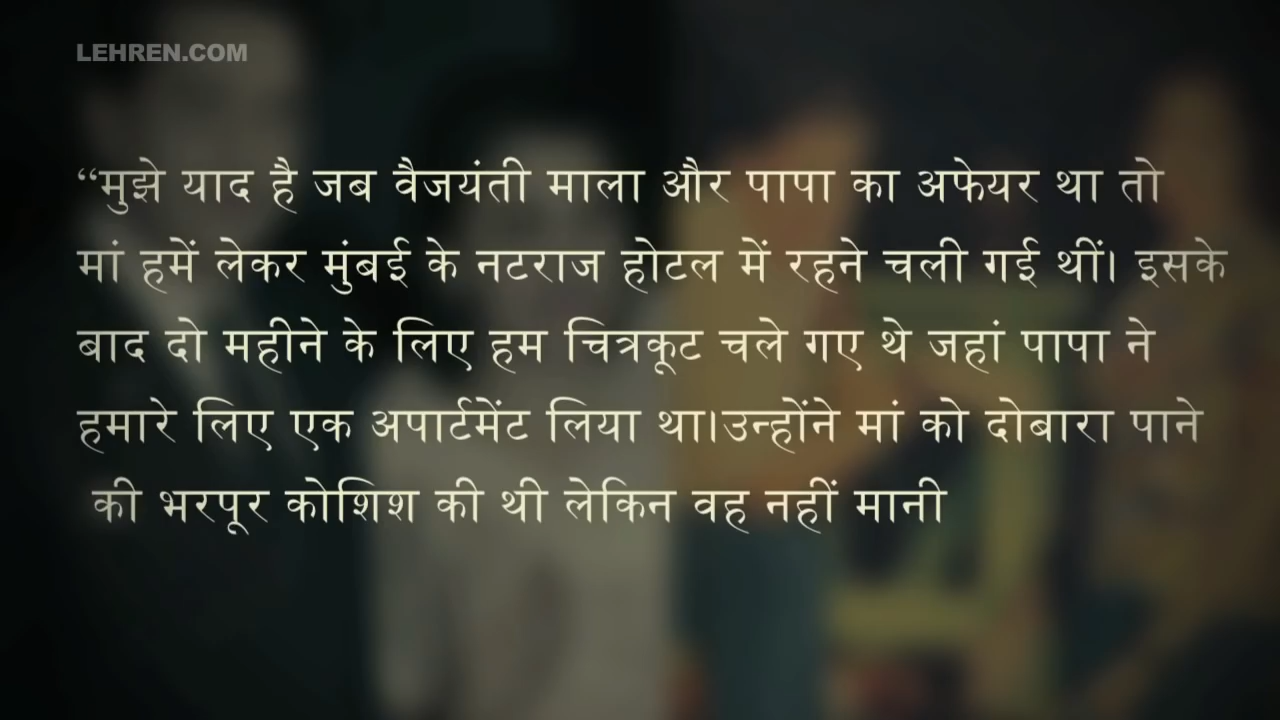 LEHREN.COM
“मुझे याद है जब वैजयंती माला और पापा का अफेयर था तो
मां हमें लेकर मुंबई के नटराज होटल में रहने चली गई थीं। इसके
बाद दो महीने के लिए हम चित्रकूट चले गए थे जहां पापा ने
हमारे लिए एक अपार्टमेंट लिया था।उन्होंने मां को दोबारा पाने
की भरपूर कोशिश की थी लेकिन वह नहीं मानी